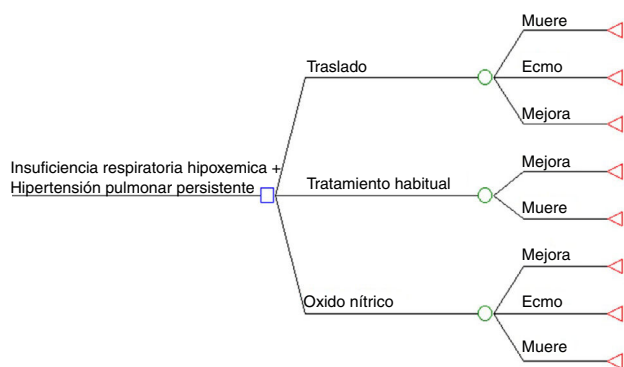 Muere
Traslado
Ecmo
Mejora
Insuficiencia respiratoria hipoxemica +
Hipertensión pulmonar persistente
Tratamiento habitual
Mejora
Muere
Oxido nítrico
Mejora
Ecmo
Muere